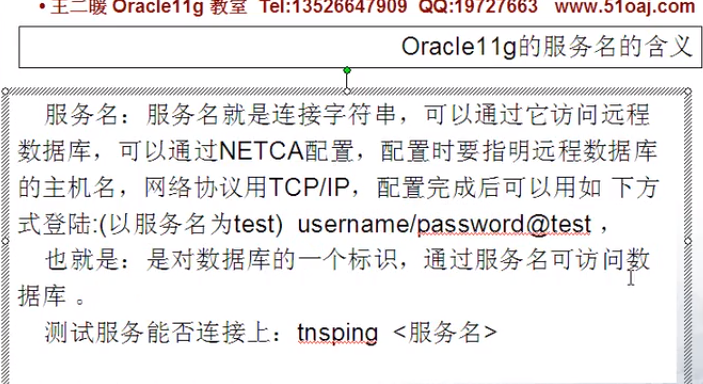 • 王二暖 Oracle11g 教室 Tel:13526647909 QQ:19727663 www.51oaj.com
Oracle11g的服务名的含义
服务名：服务名就是连接字符串，可以通过它访问远程
数据库，可以通过NETCA配置，配置时要指明远程数据库
的主机名，网络协议用TCP/IP，配置完成后可以用如 下方
式登陆:(以服务名为test) username/password@test ，
也就是：是对数据库的一个标识，通过服务名可访问数
据库 。
测试服务能否连接上：tnsping <服务名>